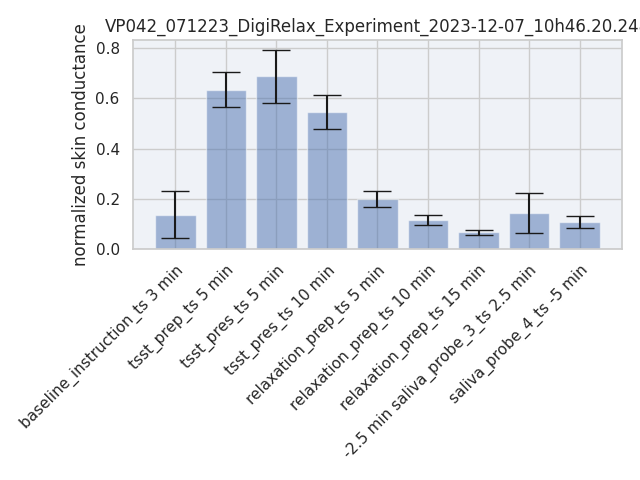 VP042_071223_DigiRelax_Experiment_2023-12-07_10h46.20.24
normalized skin conductance
0.8
0.6
0.4
0.2
0.0
baseline_instruction_ts 3 min
tsst_prep_ts 5 min
tsst_pres_ts 5 min
tsst_pres_ts 10 min
relaxation_prep_ts 5 min
relaxation_prep_ts 10 min
relaxation_prep_ts 15 min
-2.5 min saliva_probe_3_ts 2.5 min
saliva_probe_4_ts -5 min